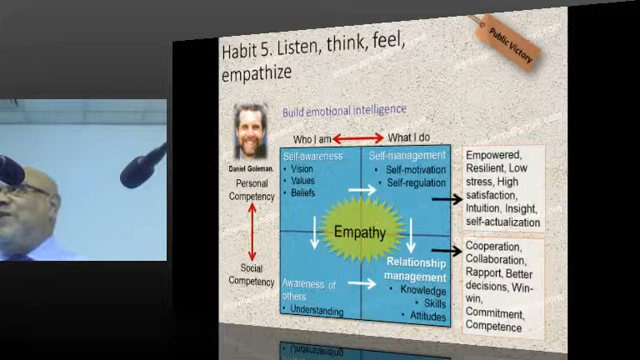 Habit 5. Listen, think, feel,
empathize
Public Victory
Build emotional intelligence
Who I am
What I do
Daniel Goleman.
Personal
Competency
Social
Competency
Self-awareness
• Vision
• Values
• Beliefs
Self-management
• Self-motivation
• Self-regulation
Empathy
Awareness of
others
• Understanding
Relationship
management
• Knowledge
• Skills
• Attitudes
Empowered,
Resilient, Low
stress, High
satisfaction,
Intuition, Insight,
self-actualization
Cooperation,
Collaboration,
Rapport, Better
decisions, Win-
win,
Commitment,
Competence